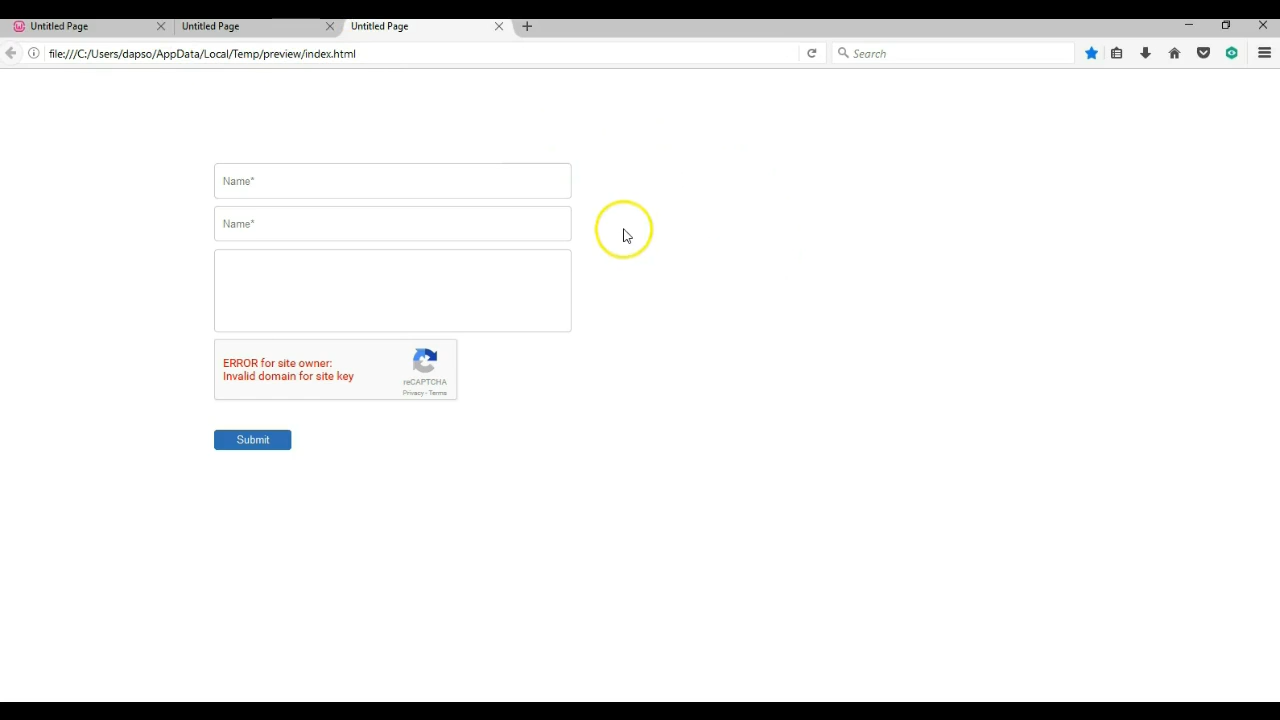 Untitled Page
Untitled Page
Untitled Page
file:///C:/Users/dapso/AppData/Local/Temp/preview/index.html
Search
Name*
Name*
ERROR for site owner:
Invalid domain for site key
reCAPTCHA
Privacy - Terms
Submit